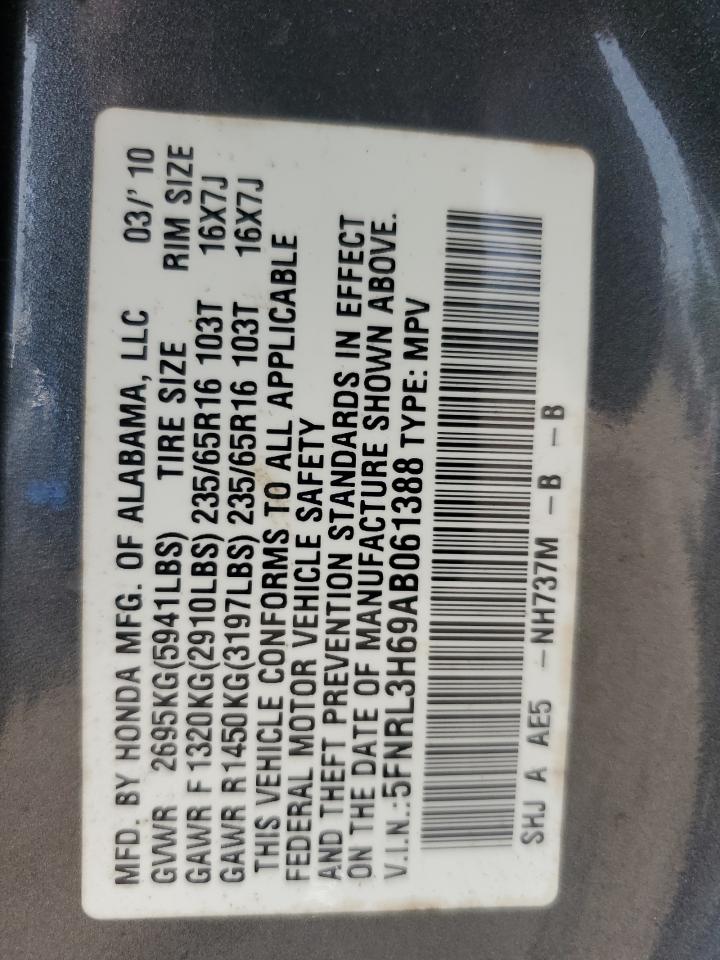 MFD. BY HONDA MFG. OF ALABAMA, LLC 03/' 10
GVWR 2695KG(5941LBS) TIRE SIZE RIM SIZE
GAWR F 1320KG(2910LBS) 235/65R16 103T 16X7J
GAWR R1450KG(3197LBS) 235/65R16 103T 16X7J
THIS VEHICLE CONFORMS TO ALL APPLICABLE
FEDERAL MOTOR VEHICLE SAFETY
AND THEFT PREVENTION STANDARDS IN EFFECT
ON THE DATE OF MANUFACTURE SHOWN ABOVE.
V.I.N.:5FNRL3H69AB061388 TYPE: MPV
SHJ A AE5 -NH737M -B -B